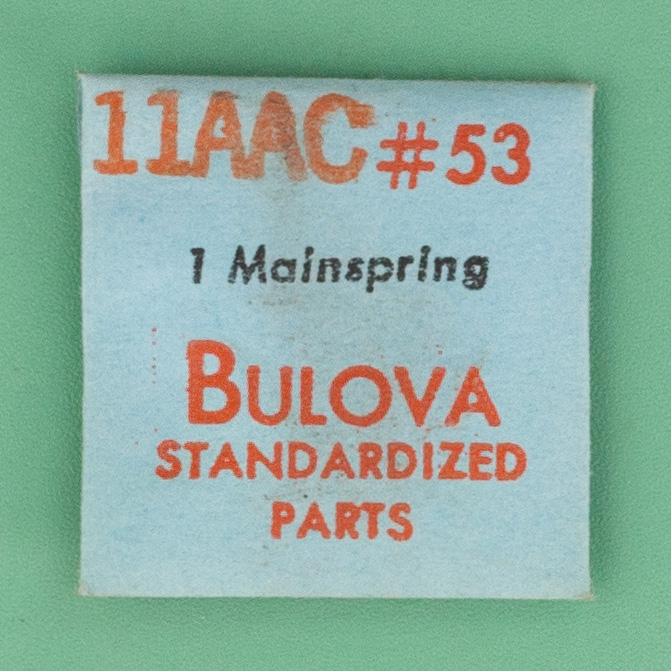 11AAC #53
1 Mainspring
BULOVA
STANDARDIZED
PARTS